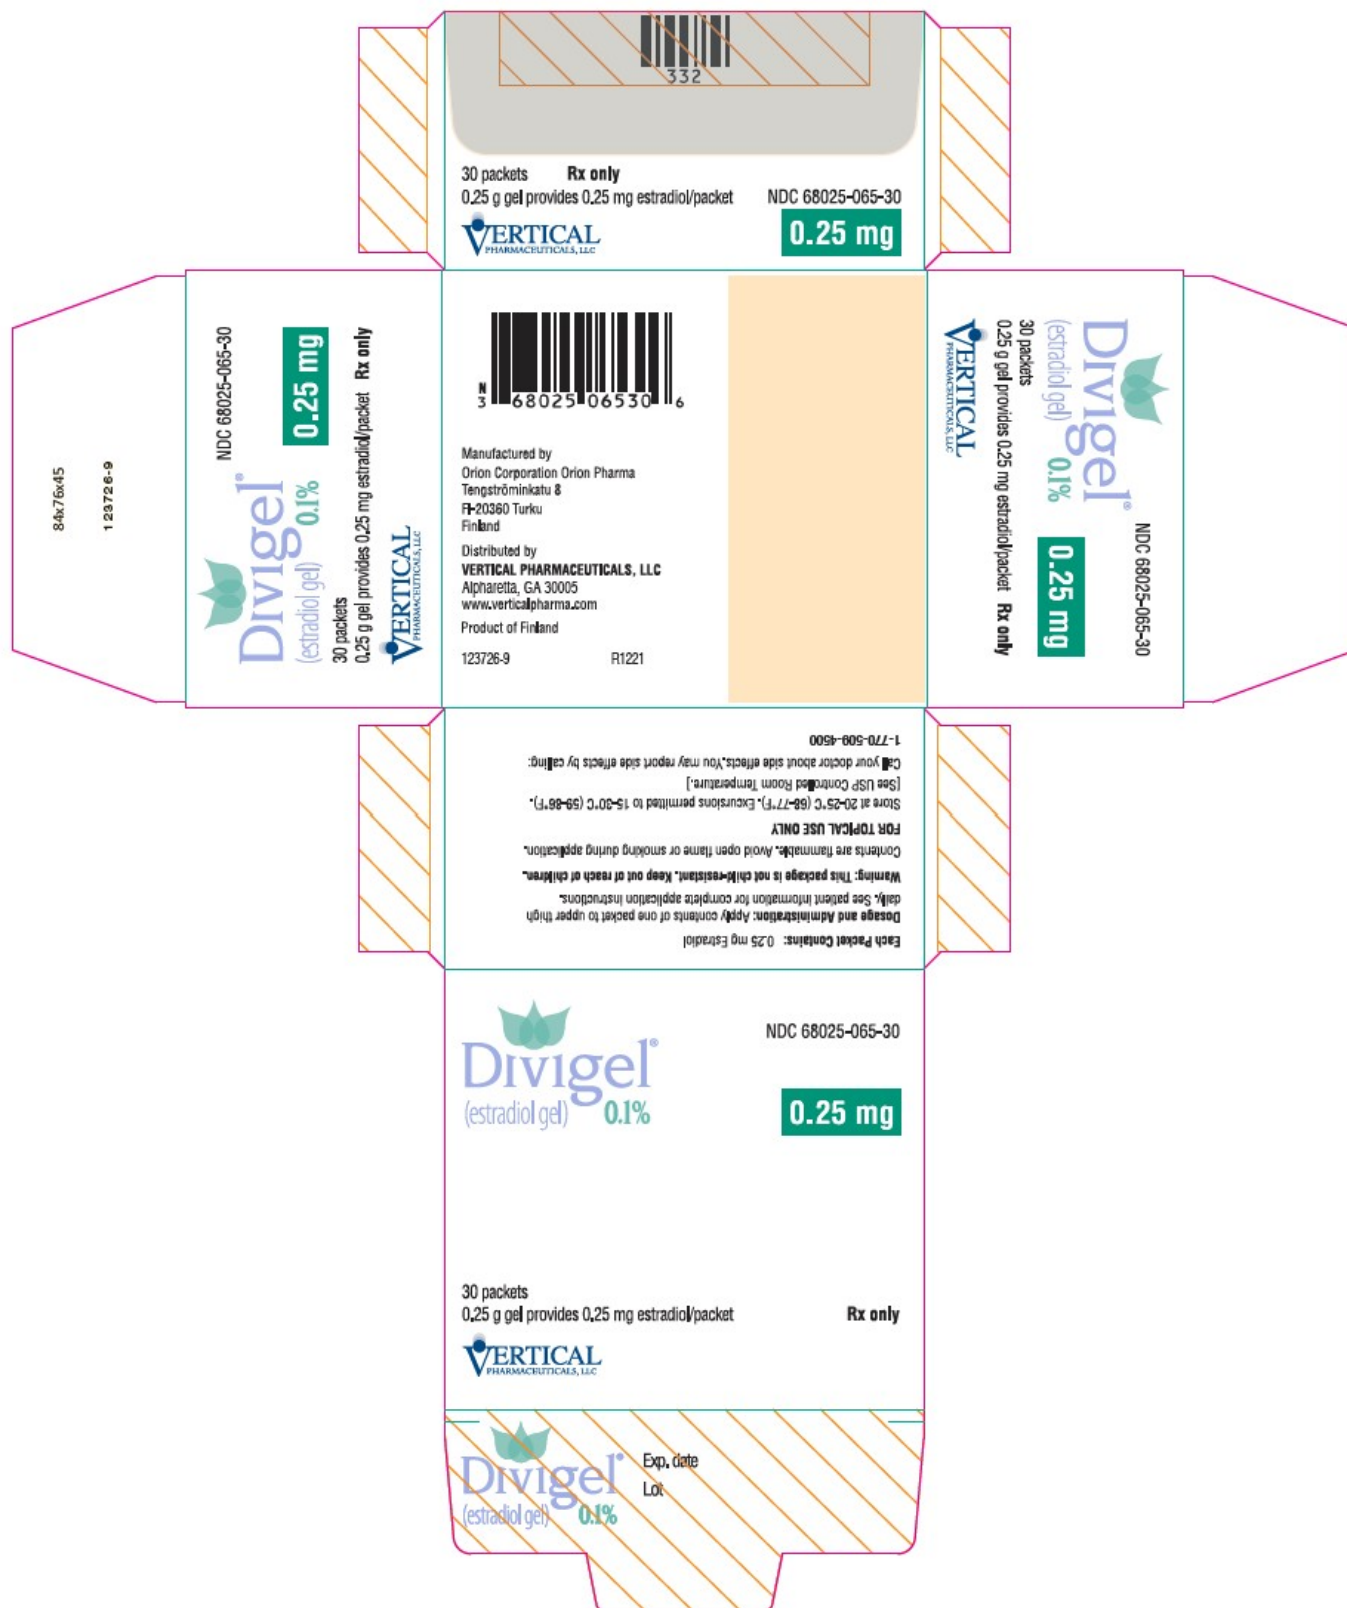 332
30 packets Rx only
0.25 g gel provides 0.25 mg estradiol/packet NDC 68025-065-30
VERTICAL
PHARMACEUTICALS, LLC
0.25 mg
84x76x45
123726-9
NDC 68025-065-30
0.25 mg
Divigel®
(estradiol gel) 0.1%
30 packets
0.25 g gel provides 0.25 mg estradiol/packet Rx only
VERTICAL
PHARMACEUTICALS, LLC
N
3 68025 06530 6
Manufactured by
Orion Corporation Orion Pharma
Tengströminkatu 8
FI-20360 Turku
Finland
Distributed by
VERTICAL PHARMACEUTICALS, LLC
Alpharetta, GA 30005
www.verticalpharma.com
Product of Finland
123726-9 R1221
NDC 68025-065-30
Divigel®
(estradiol gel) 0.1%
0.25 mg
30 packets
0.25 g gel provides 0.25 mg estradiol/packet Rx only
VERTICAL
PHARMACEUTICALS, LLC
Each Packet Contains: 0.25 mg Estradiol
Dosage and Administration: Apply contents of one packet to upper thigh
daily. See patient information for complete application instructions.
Warning: This package is not child-resistant. Keep out of reach of children.
Contents are flammable. Avoid open flame or smoking during application.
FOR TOPICAL USE ONLY
Store at 20-25°C (68-77°F). Excursions permitted to 15-30°C (59-86°F).
[See USP Controlled Room Temperature.]
Call your doctor about side effects.You may report side effects by calling:
1-770-509-4500
Divigel®
(estradiol gel) 0.1%
NDC 68025-065-30
0.25 mg
30 packets
0.25 g gel provides 0.25 mg estradiol/packet Rx only
VERTICAL
PHARMACEUTICALS, LLC
Divigel®
(estradiol gel) 0.1%
Exp. date
Lot